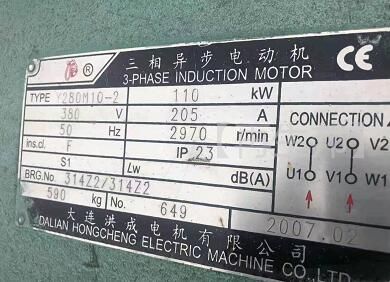 三相异步电动机
3-PHASE INDUCTION MOTOR
®
CE
TYPE Y280M10-2 110 kW
380 V 205 A
50 Hz 2970 r/min
ins.cl. F IP 23
S1 Lw dB(A)
BRG.No 314Z2/314Z2
590 kg No. 649 2007.02
CONNECTION
W2 U2 V2
U1 V1 W1
大连洪成电机有限公司
DALIAN HONGCHENG ELECTRIC MACHINE CO.,LTD.